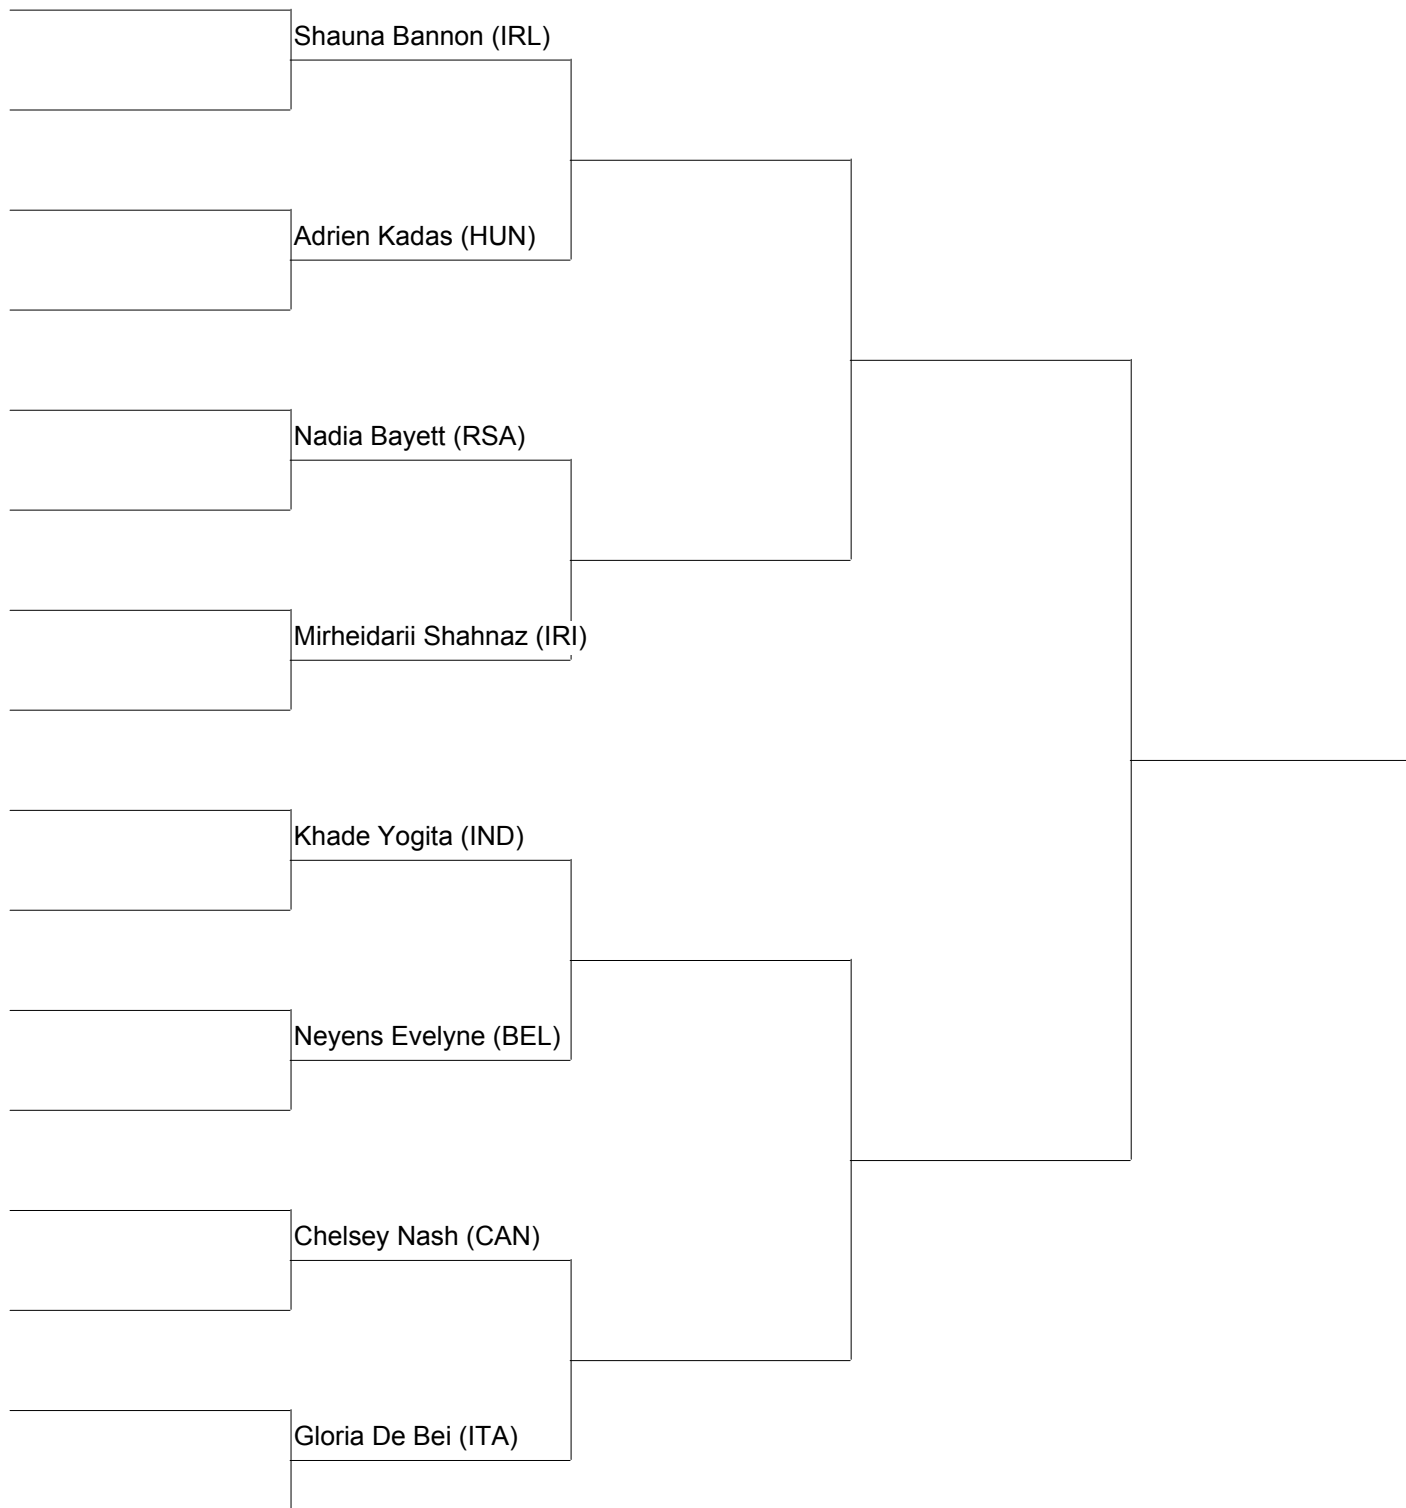 Shauna Bannon (IRL)
Adrien Kadas (HUN)
Nadia Bayett (RSA)
Mirheidarii Shahnaz (IRI)
Khade Yogita (IND)
Neyens Evelyne (BEL)
Chelsey Nash (CAN)
Gloria De Bei (ITA)